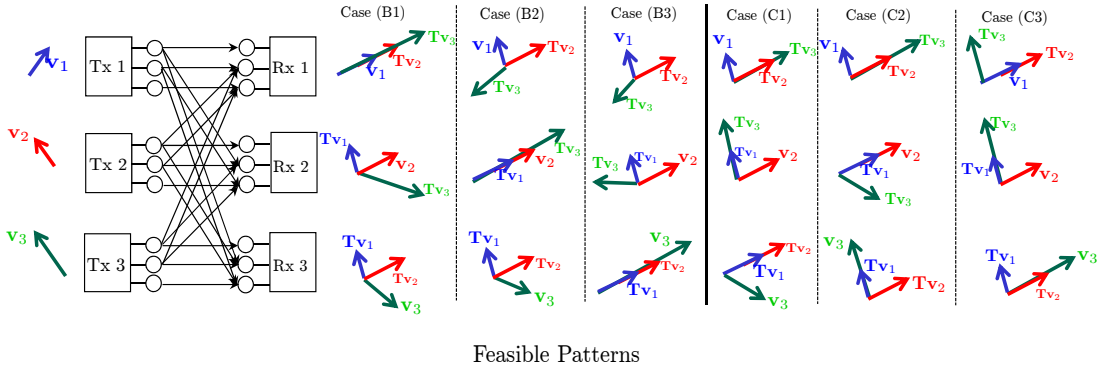 Case (B1) Case (B2) Case (B3) Case (C1) Case (C2) Case (C3)
v1 Tx 1 Rx 1 v1 Tv2 Tv3 v1 Tv2 Tv3 v1 Tv2 Tv3 v1 Tv2 Tv3 v1 Tv2 Tv3 v1 Tv2 Tv3
v2 Tx 2 Rx 2 Tv1 v2 Tv3 Tv1 v2 Tv3 Tv1 v2 Tv3 Tv1 v2 Tv3 Tv1 v2 Tv3 Tv1 v2 Tv3
v3 Tx 3 Rx 3 Tv1 Tv2 v3 Tv1 Tv2 v3 Tv1 Tv2 v3 Tv1 Tv2 v3 Tv1 Tv2 v3 Tv1 Tv2 v3
Feasible Patterns